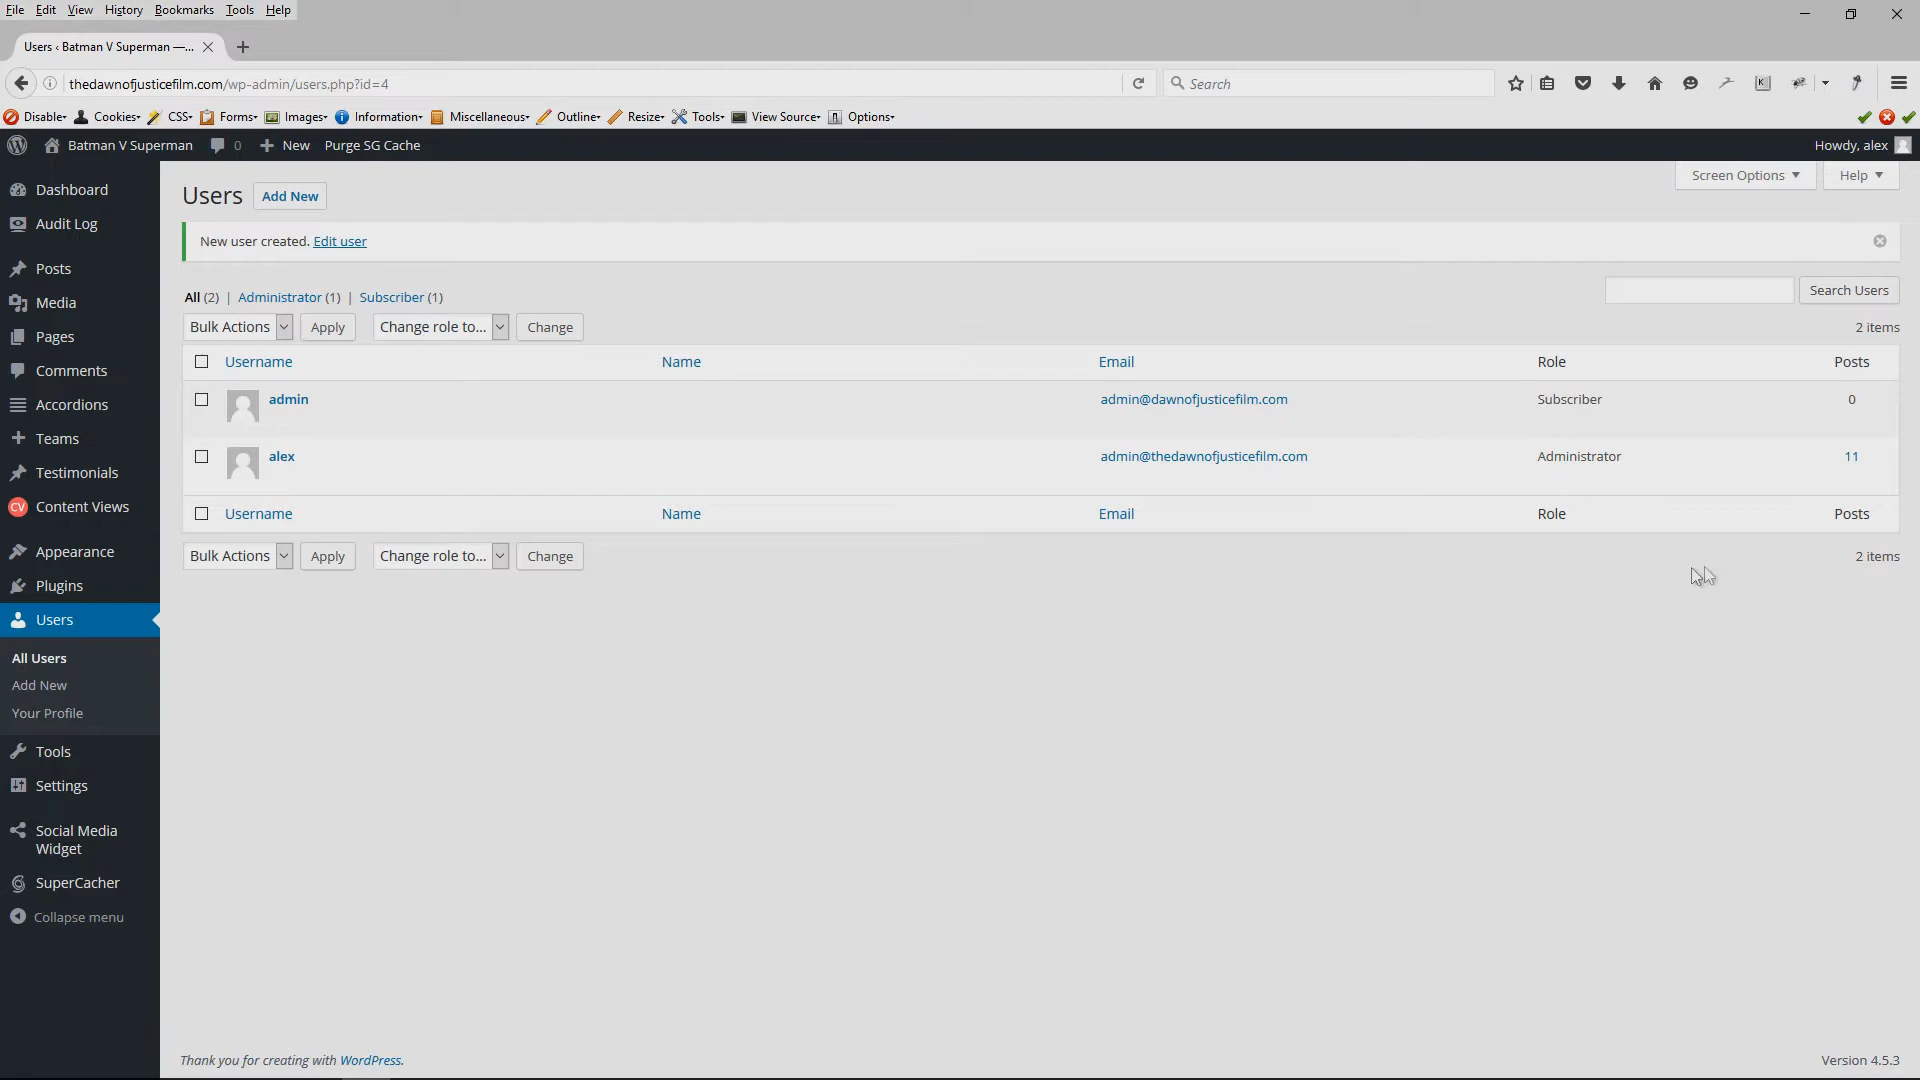 File Edit View History Bookmarks Tools Help
Users ‹ Batman V Superman —...
thedawnofjusticefilm.com/wp-admin/users.php?id=4 Search
Disable Cookies CSS Forms Images Information Miscellaneous Outline Resize Tools View Source Options
Batman V Superman 0 New Purge SG Cache Howdy, alex
Screen Options Help
Dashboard
Audit Log
Posts
Media
Pages
Comments
Accordions
Teams
Testimonials
CV Content Views
Appearance
Plugins
Users
All Users
Add New
Your Profile
Tools
Settings
Social Media
Widget
SuperCacher
Collapse menu
Users Add New
New user created. Edit user
All (2) | Administrator (1) | Subscriber (1) Search Users
Bulk Actions Apply Change role to... Change 2 items
Username Name Email Role Posts
admin admin@dawnofjusticefilm.com Subscriber 0
alex admin@thedawnofjusticefilm.com Administrator 11
Username Name Email Role Posts
Bulk Actions Apply Change role to... Change 2 items
Thank you for creating with WordPress. Version 4.5.3